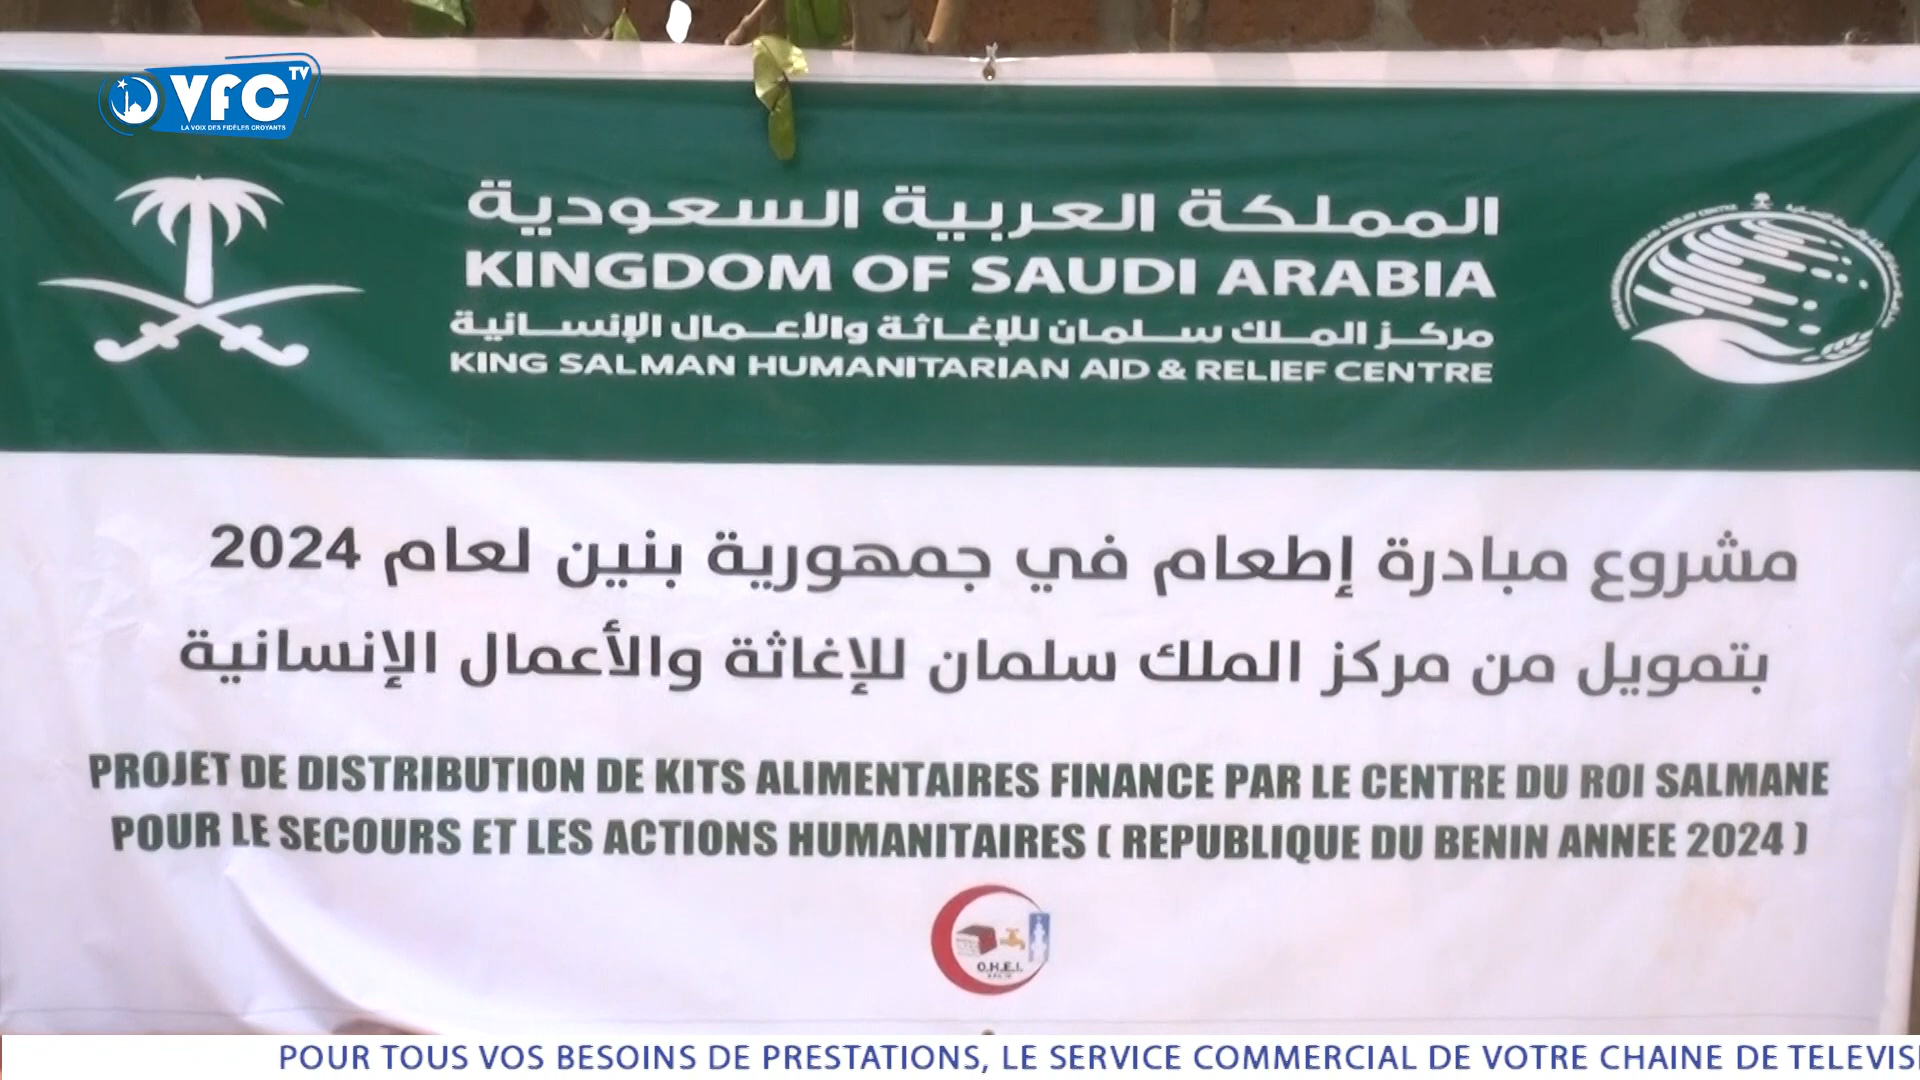 VFC TV
LA VOIX DES FIDÈLES CROYANTS
المملكة العربية السعودية
KINGDOM OF SAUDI ARABIA
مركز الملك سلمان للإغاثة والأعمال الإنسانية
KING SALMAN HUMANITARIAN AID & RELIEF CENTRE
مشروع مبادرة إطعام في جمهورية بنين لعام 2024
بتمويل من مركز الملك سلمان للإغاثة والأعمال الإنسانية
PROJET DE DISTRIBUTION DE KITS ALIMENTAIRES FINANCE PAR LE CENTRE DU ROI SALMANE
POUR LE SECOURS ET LES ACTIONS HUMANITAIRES ( REPUBLIQUE DU BENIN ANNEE 2024 )
O.H.E.I.
POUR TOUS VOS BESOINS DE PRESTATIONS, LE SERVICE COMMERCIAL DE VOTRE CHAINE DE TELEVIS